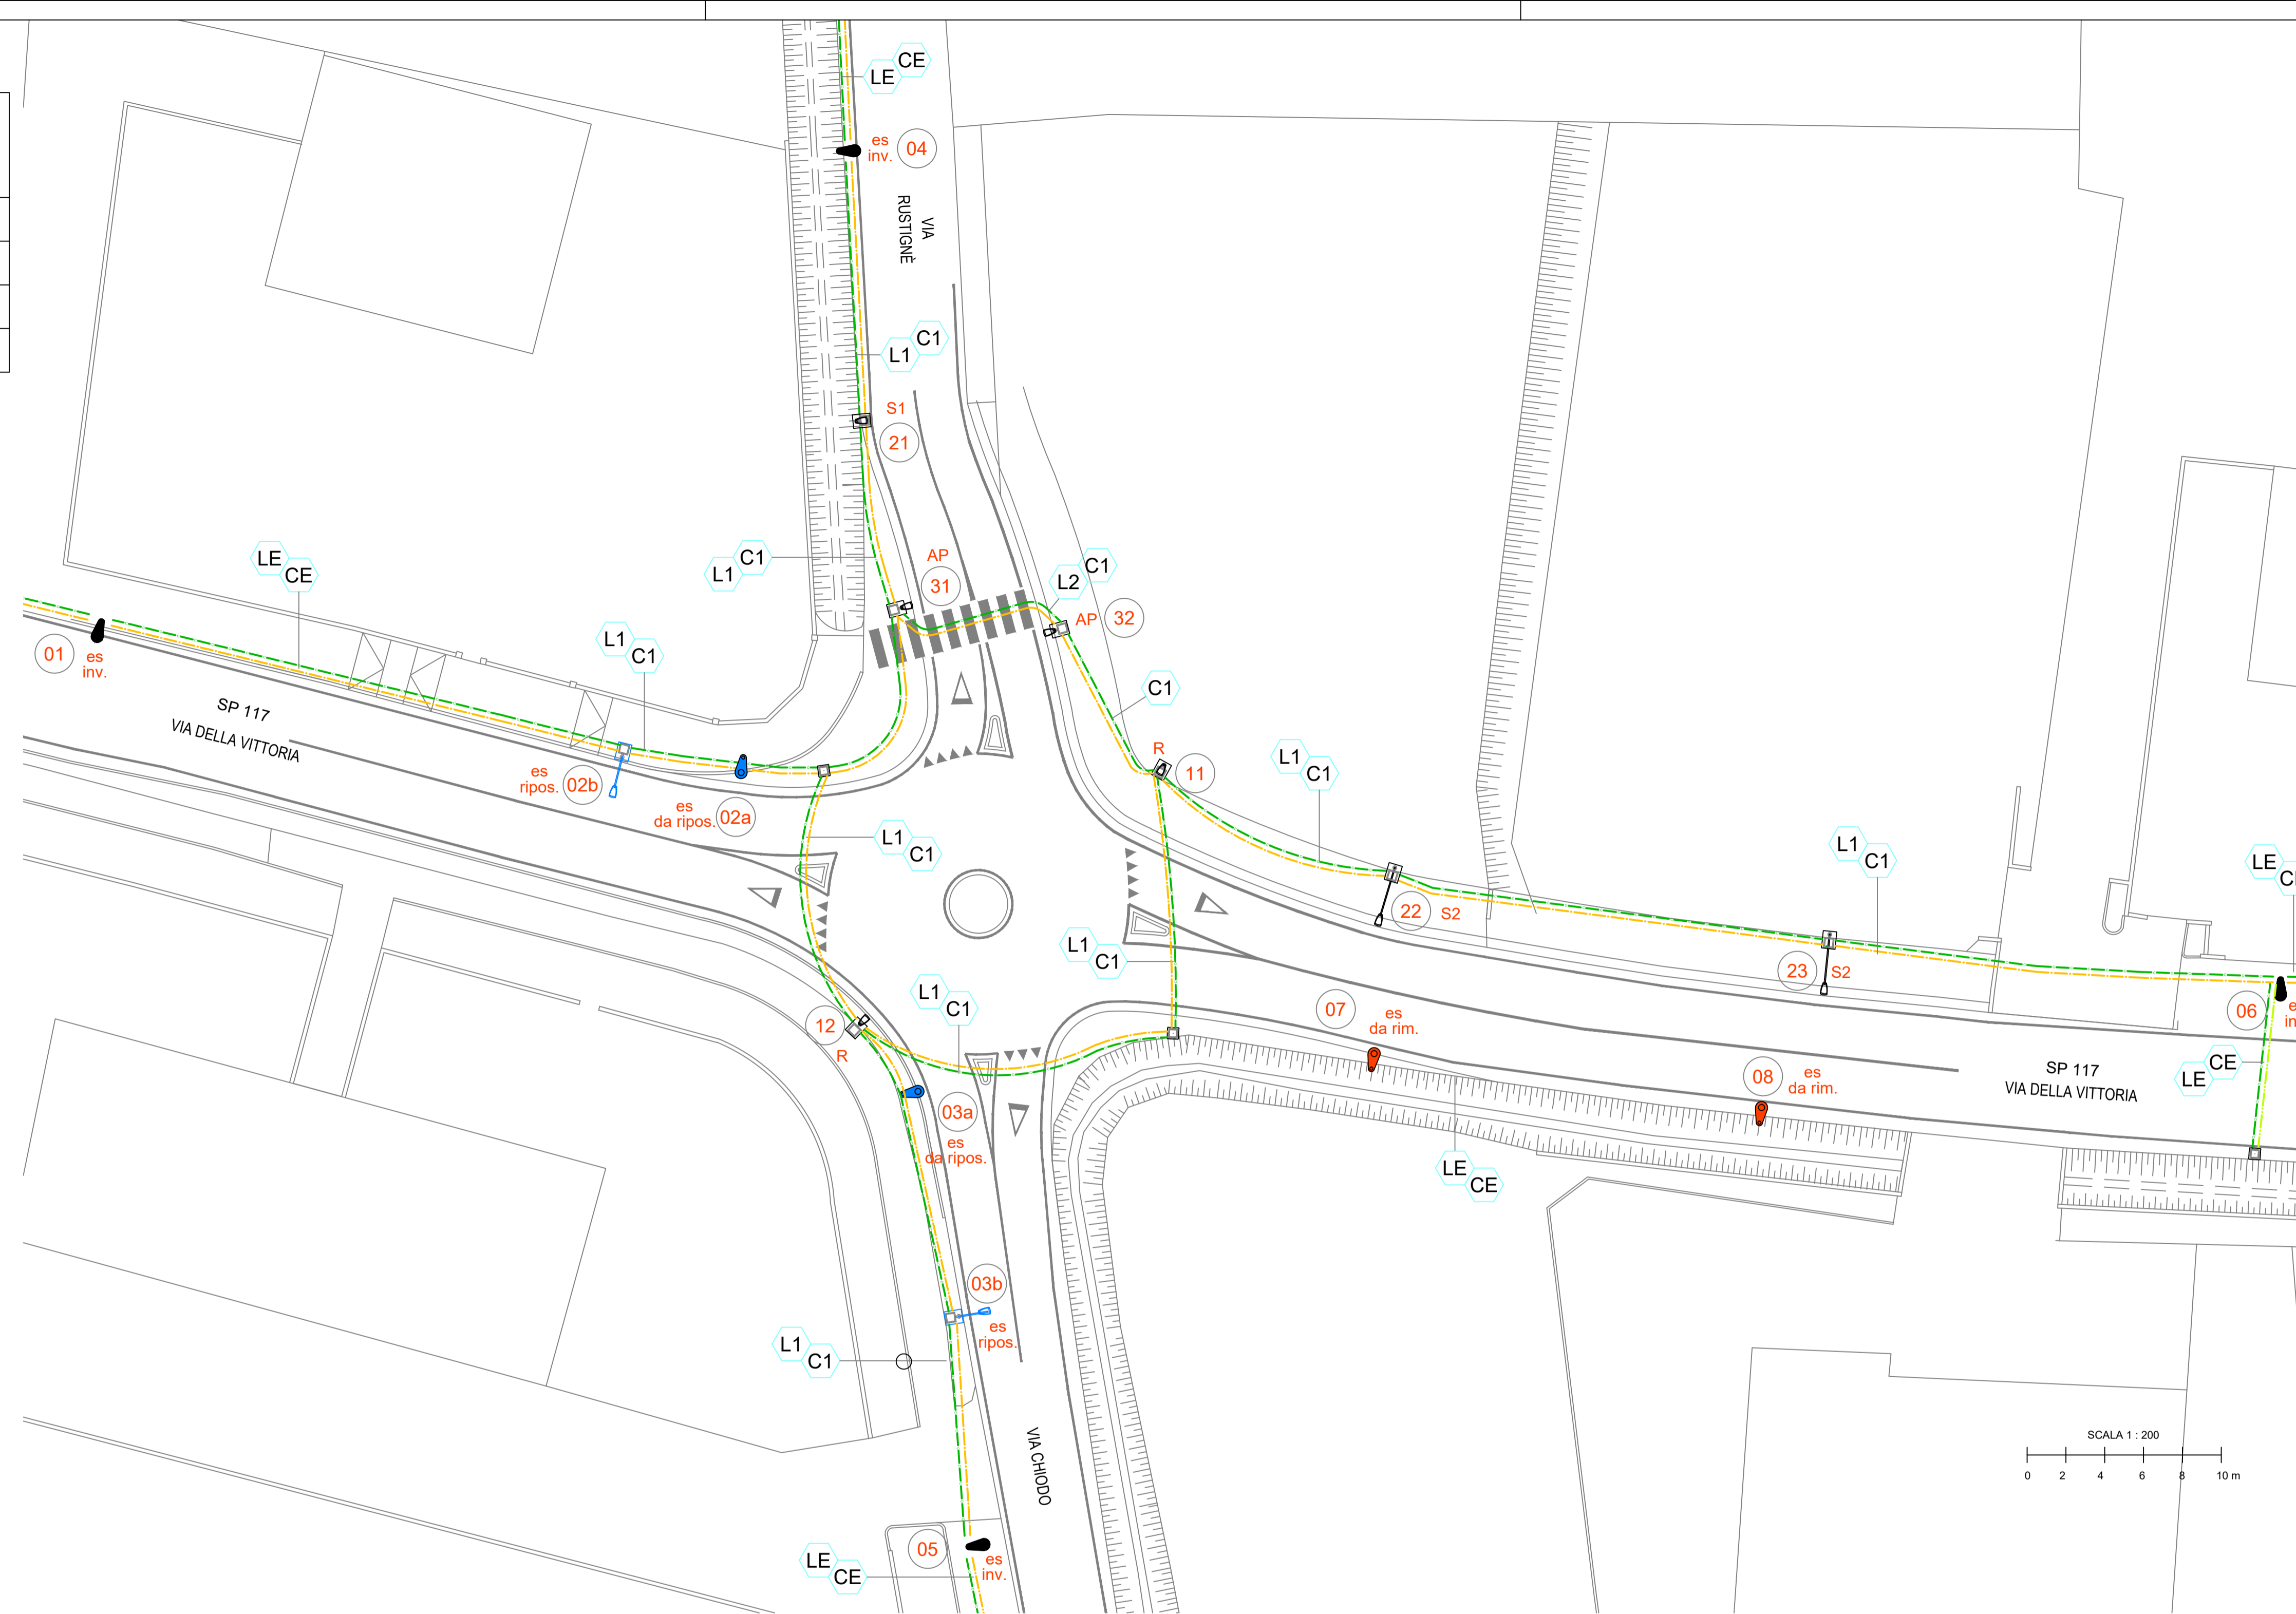 CE
LE
es
inv.
04
VIA
RUSTIGNÈ
C1
L1
S1
21
C1
L1
AP
31
C1
L2
AP
32
LE
CE
01
es
inv.
L1
C1
SP 117
VIA DELLA VITTORIA
es
ripos.
02b
es
da ripos.
02a
C1
R
11
L1
C1
L1
C1
L1
C1
22
S2
23
S2
LE
06
L1
C1
L1
C1
12
R
03a
es
da ripos.
07
es
da rim.
08
es
da rim.
SP 117
VIA DELLA VITTORIA
CE
LE
LE
CE
03b
es
ripos.
L1
C1
VIA CHIODO
05
es
inv.
LE
CE
SCALA 1 : 200
0 2 4 6 8 10 m